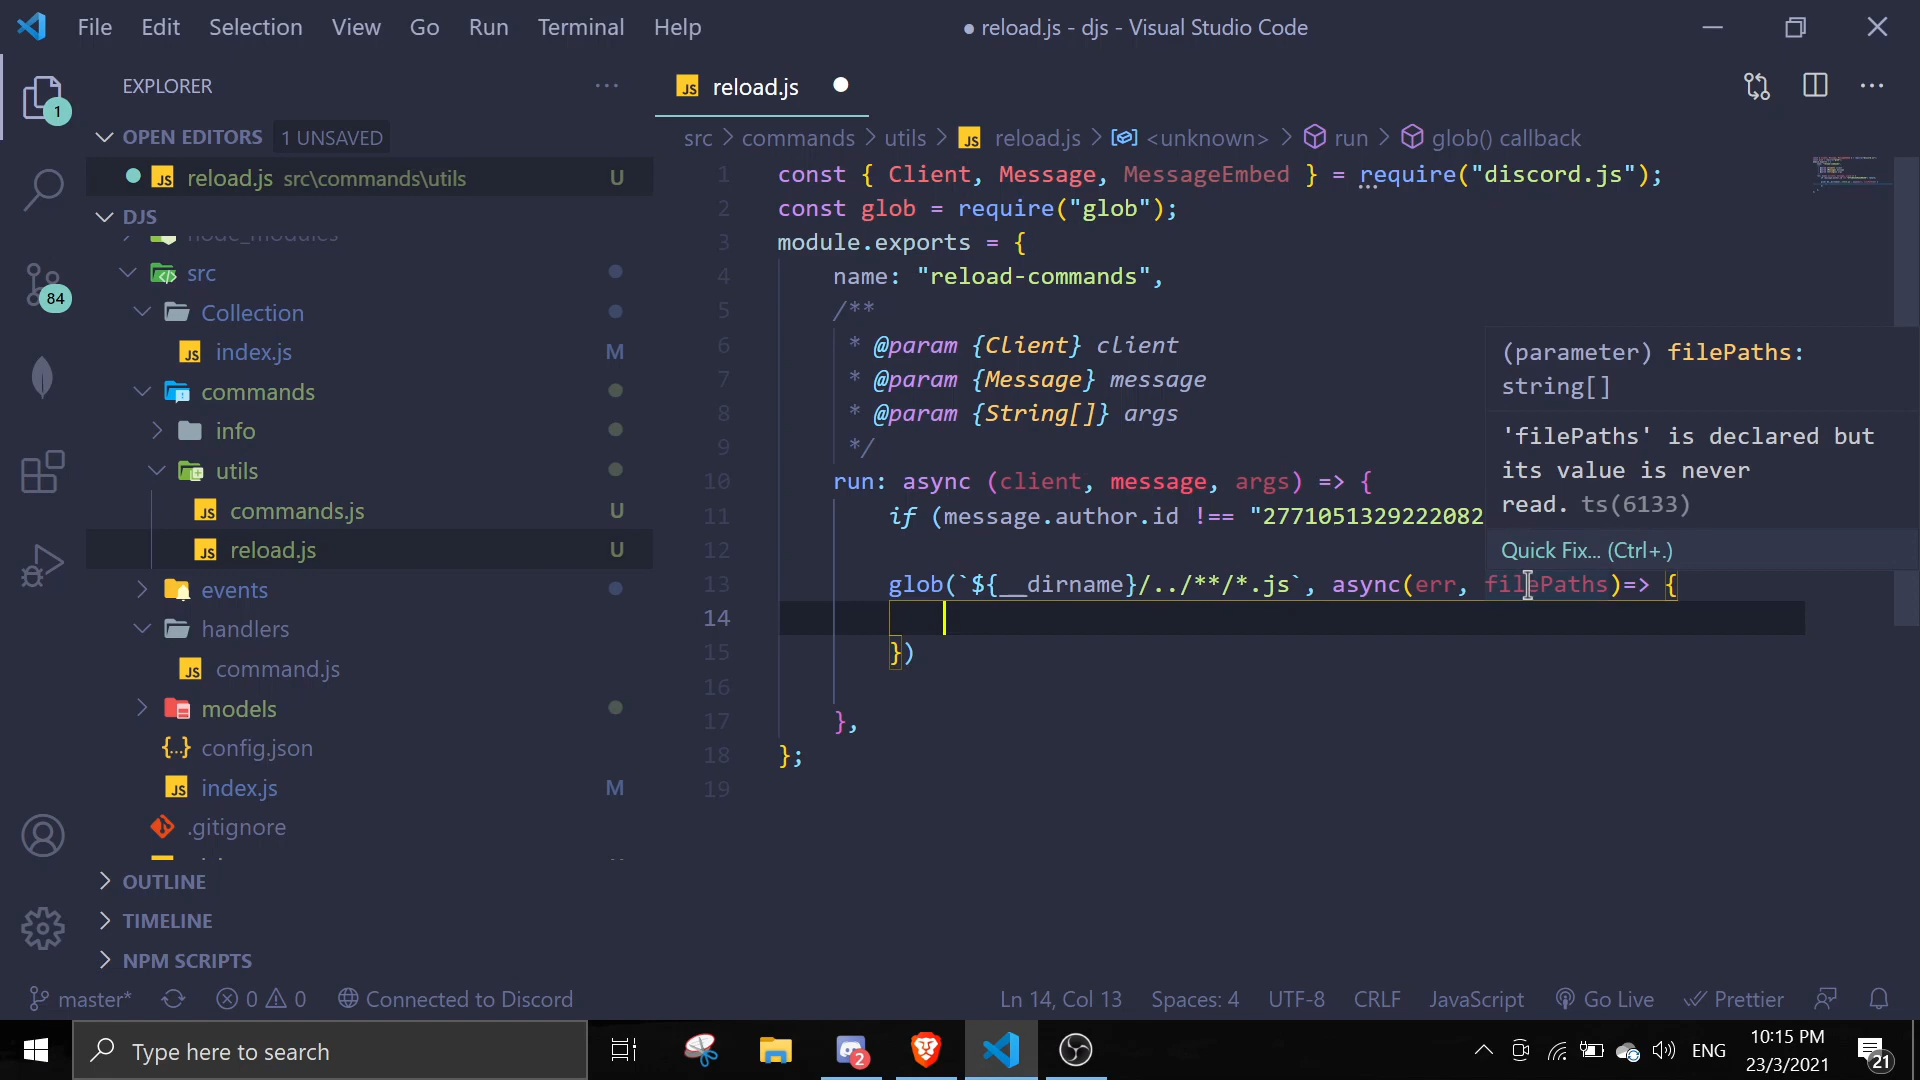 File Edit Selection View Go Run Terminal Help
● reload.js - djs - Visual Studio Code
EXPLORER
1
OPEN EDITORS 1 UNSAVED
JS reload.js src\commands\utils U
DJS
node_modules
src
84
Collection
JS index.js M
commands
info
utils
JS commands.js U
JS reload.js U
events
handlers
JS command.js
models
{..} config.json
JS index.js M
.gitignore
OUTLINE
TIMELINE
NPM SCRIPTS
JS reload.js
src > commands > utils > JS reload.js > <unknown> > run > glob() callback
1 const { Client, Message, MessageEmbed } = require("discord.js");
2 const glob = require("glob");
3 module.exports = {
4 name: "reload-commands",
5 /**
6 * @param {Client} client
7 * @param {Message} message
8 * @param {String[]} args
9 */
10 run: async (client, message, args) => {
11 if (message.author.id !== "2771051329222082
12
13 glob(`${__dirname}/../**/*.js`, async(err, filePaths)=> {
14
15 })
16
17 },
18 };
19
(parameter) filePaths:
string[]
'filePaths' is declared but
its value is never
read. ts(6133)
Quick Fix... (Ctrl+.)
master* 0 0 Connected to Discord Ln 14, Col 13 Spaces: 4 UTF-8 CRLF JavaScript Go Live Prettier
Type here to search
2
ENG
10:15 PM
23/3/2021
21